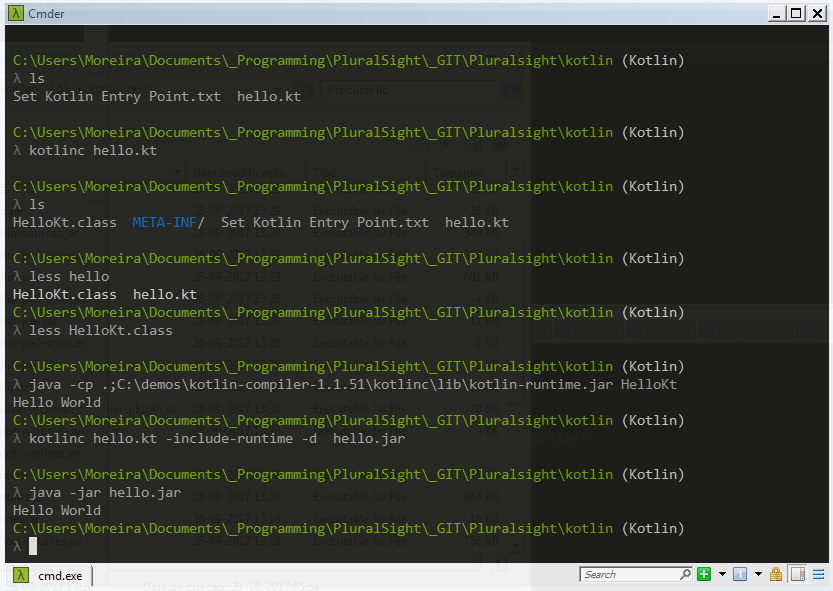 Cmder
C:\Users\Moreira\Documents\_Programming\PluralSight\_GIT\Pluralsight\kotlin (Kotlin)
λ ls
Set Kotlin Entry Point.txt  hello.kt
C:\Users\Moreira\Documents\_Programming\PluralSight\_GIT\Pluralsight\kotlin (Kotlin)
λ kotlinc hello.kt
C:\Users\Moreira\Documents\_Programming\PluralSight\_GIT\Pluralsight\kotlin (Kotlin)
λ ls
HelloKt.class  META-INF/  Set Kotlin Entry Point.txt  hello.kt
C:\Users\Moreira\Documents\_Programming\PluralSight\_GIT\Pluralsight\kotlin (Kotlin)
λ less hello
HelloKt.class  hello.kt
C:\Users\Moreira\Documents\_Programming\PluralSight\_GIT\Pluralsight\kotlin (Kotlin)
λ less HelloKt.class
C:\Users\Moreira\Documents\_Programming\PluralSight\_GIT\Pluralsight\kotlin (Kotlin)
λ java -cp .;C:\demos\kotlin-compiler-1.1.51\kotlinc\lib\kotlin-runtime.jar HelloKt
Hello World
C:\Users\Moreira\Documents\_Programming\PluralSight\_GIT\Pluralsight\kotlin (Kotlin)
λ kotlinc hello.kt -include-runtime -d  hello.jar
C:\Users\Moreira\Documents\_Programming\PluralSight\_GIT\Pluralsight\kotlin (Kotlin)
λ java -jar hello.jar
Hello World
C:\Users\Moreira\Documents\_Programming\PluralSight\_GIT\Pluralsight\kotlin (Kotlin)
λ
λ cmd.exe
Search